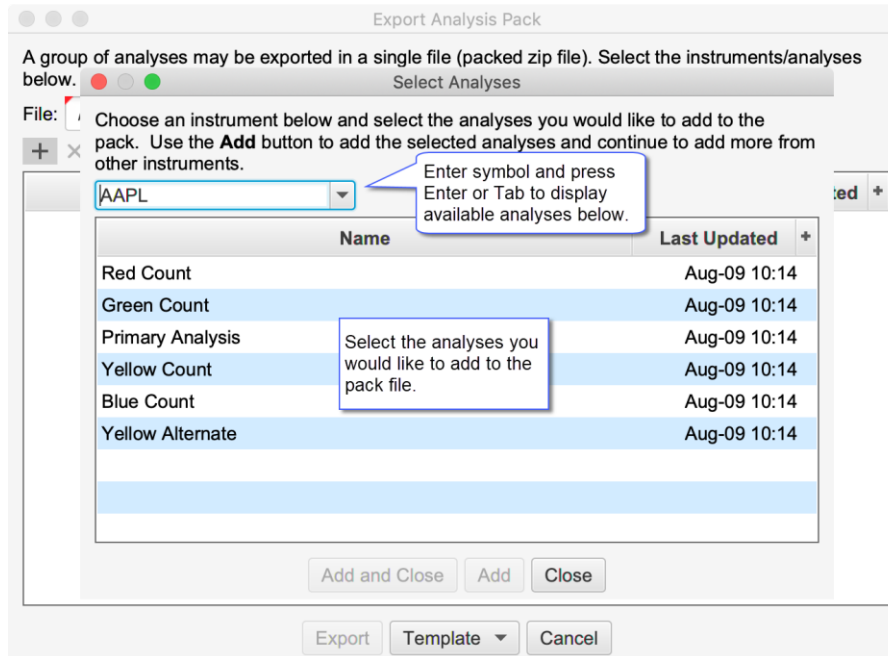 Export Analysis Pack
A group of analyses may be exported in a single file (packed zip file). Select the instruments/analyses
below.
Select Analyses
File:
Choose an instrument below and select the analyses you would like to add to the
pack. Use the Add button to add the selected analyses and continue to add more from
other instruments.
Enter symbol and press
Enter or Tab to display
available analyses below.
AAPL
Name Last Updated +
Red Count Aug-09 10:14
Green Count Aug-09 10:14
Primary Analysis Aug-09 10:14
Yellow Count Aug-09 10:14
Blue Count Aug-09 10:14
Yellow Alternate Aug-09 10:14
Select the analyses you
would like to add to the
pack file.
Add and Close Add Close
Export Template Cancel